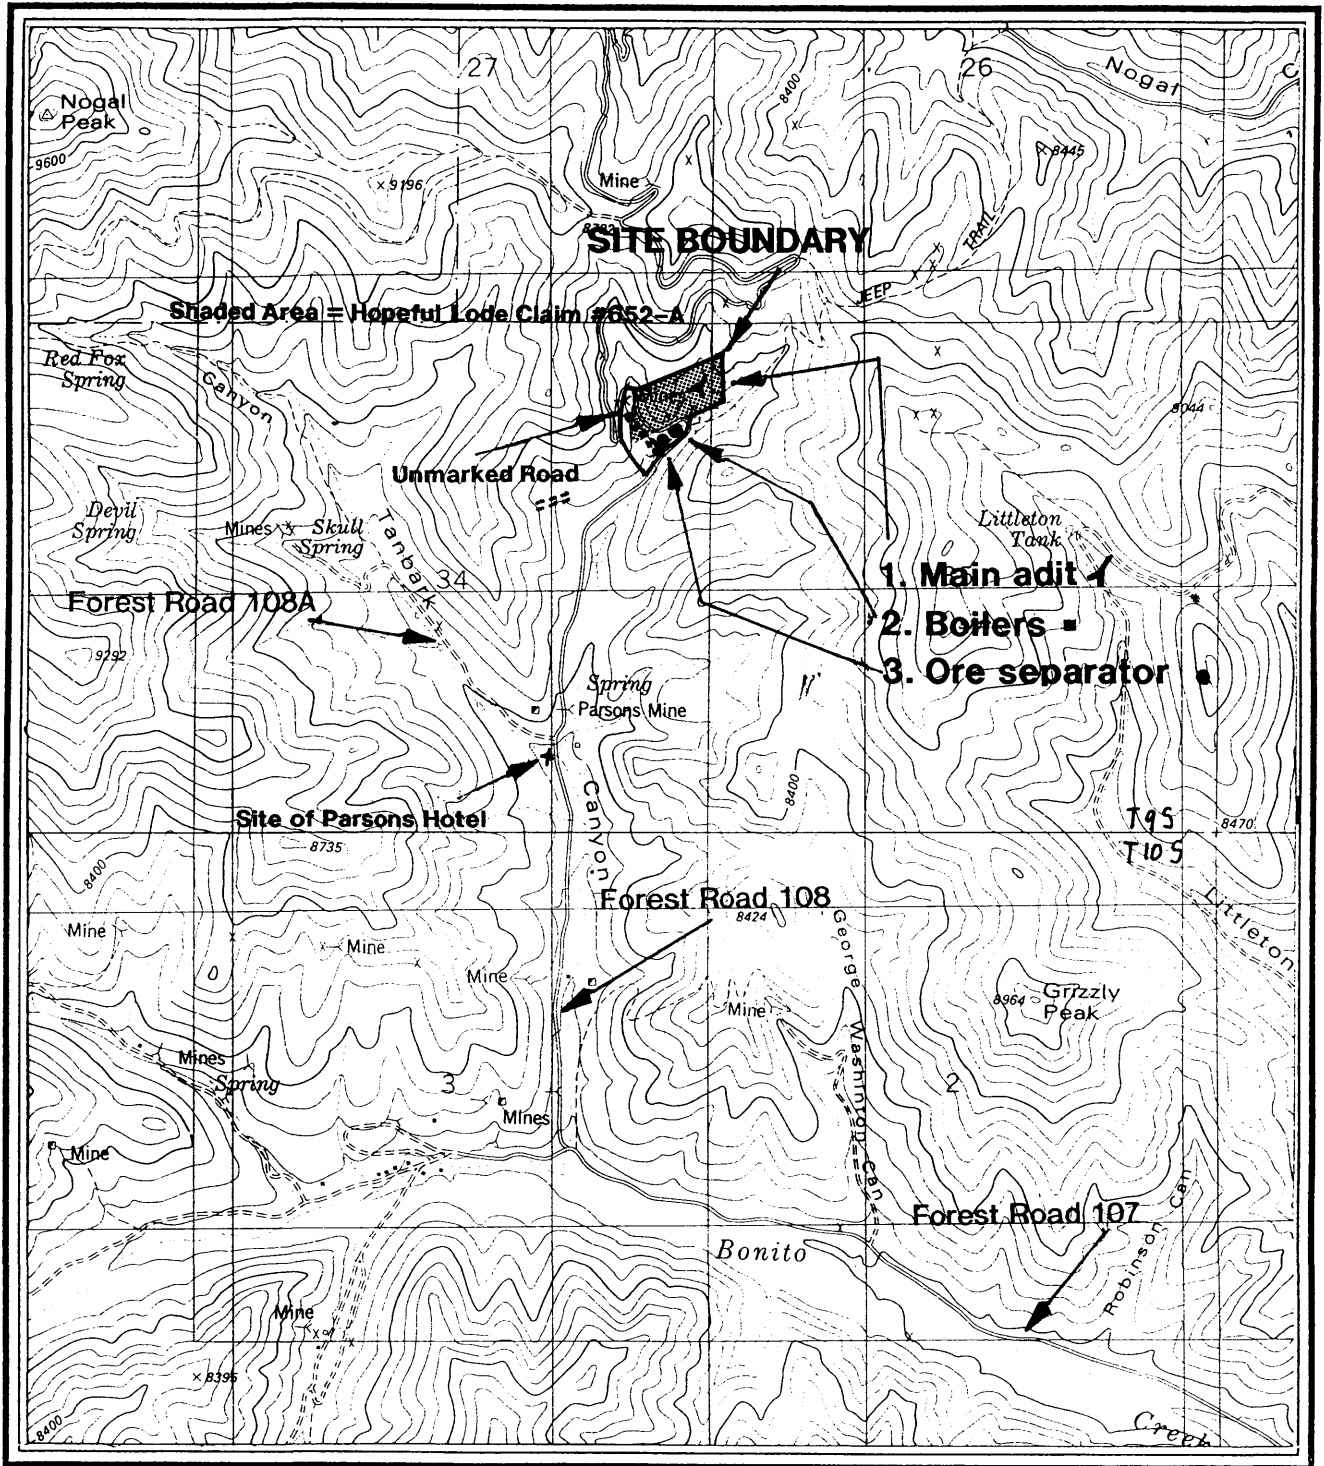 27
26
Nogal
C
Nogal
Peak
9600
8400
8445
9196
Mine
SITE BOUNDARY
JEEP TRAIL
Shaded Area = Hopeful Lode Claim #652-A
Red Fox
Spring
Canyon
9044
Unmarked Road
Devil
Spring
Mines
Skull
Spring
Tanbark
Littleton
Tank
34
1. Main adit
2. Boilers
3. Ore separator
Forest Road 108A
9292
Spring
Parsons Mine
Canyon
8400
Site of Parsons Hotel
8735
T9S
T10S
8470
8400
Forest Road 108
8424
Littleton
Mine
Mine
Mine
George Washington Can
8964
Grizzly
Peak
Mine
Mines
Spring
3
2
Mines
Mine
Forest Road 107
Robinson Can
Bonito
Mine
8395
8400
Creek